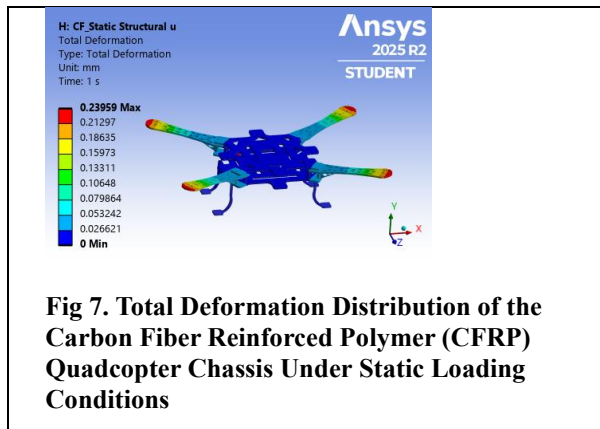 H: CF_Static Structural u
Total Deformation
Type: Total Deformation
Unit: mm
Time: 1 s
Ansys
2025 R2
STUDENT
0.23959 Max
0.21297
0.18635
0.15973
0.13311
0.10648
0.079864
0.053242
0.026621
0 Min
Y
X
Z
Fig 7. Total Deformation Distribution of the
Carbon Fiber Reinforced Polymer (CFRP)
Quadcopter Chassis Under Static Loading
Conditions